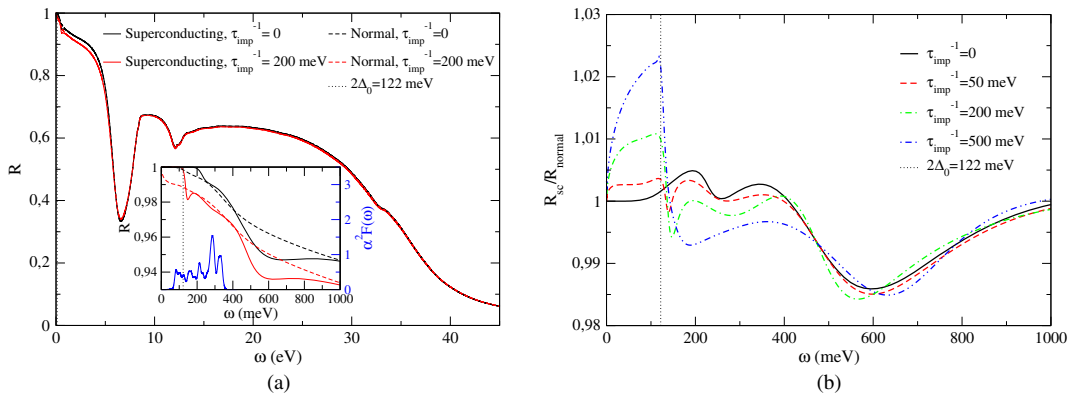 Superconducting, τimp-1= 0
Normal, τimp-1=0
Superconducting, τimp-1= 200 meV
Normal, τimp-1=200 meV
2Δ0=122 meV
R
1
0,8
0,6
0,4
0,2
0
0 10 20 30 40
ω (eV)
R
1
0,98
0,96
0,94
3
2
1
0
α2F(ω)
0 200 400 600 800 1000
ω (meV)
(a)
Rsc/Rnormal
1,03
1,02
1,01
1
0,99
0,98
τimp-1=0
τimp-1=50 meV
τimp-1=200 meV
τimp-1=500 meV
2Δ0=122 meV
0 200 400 600 800 1000
ω (meV)
(b)